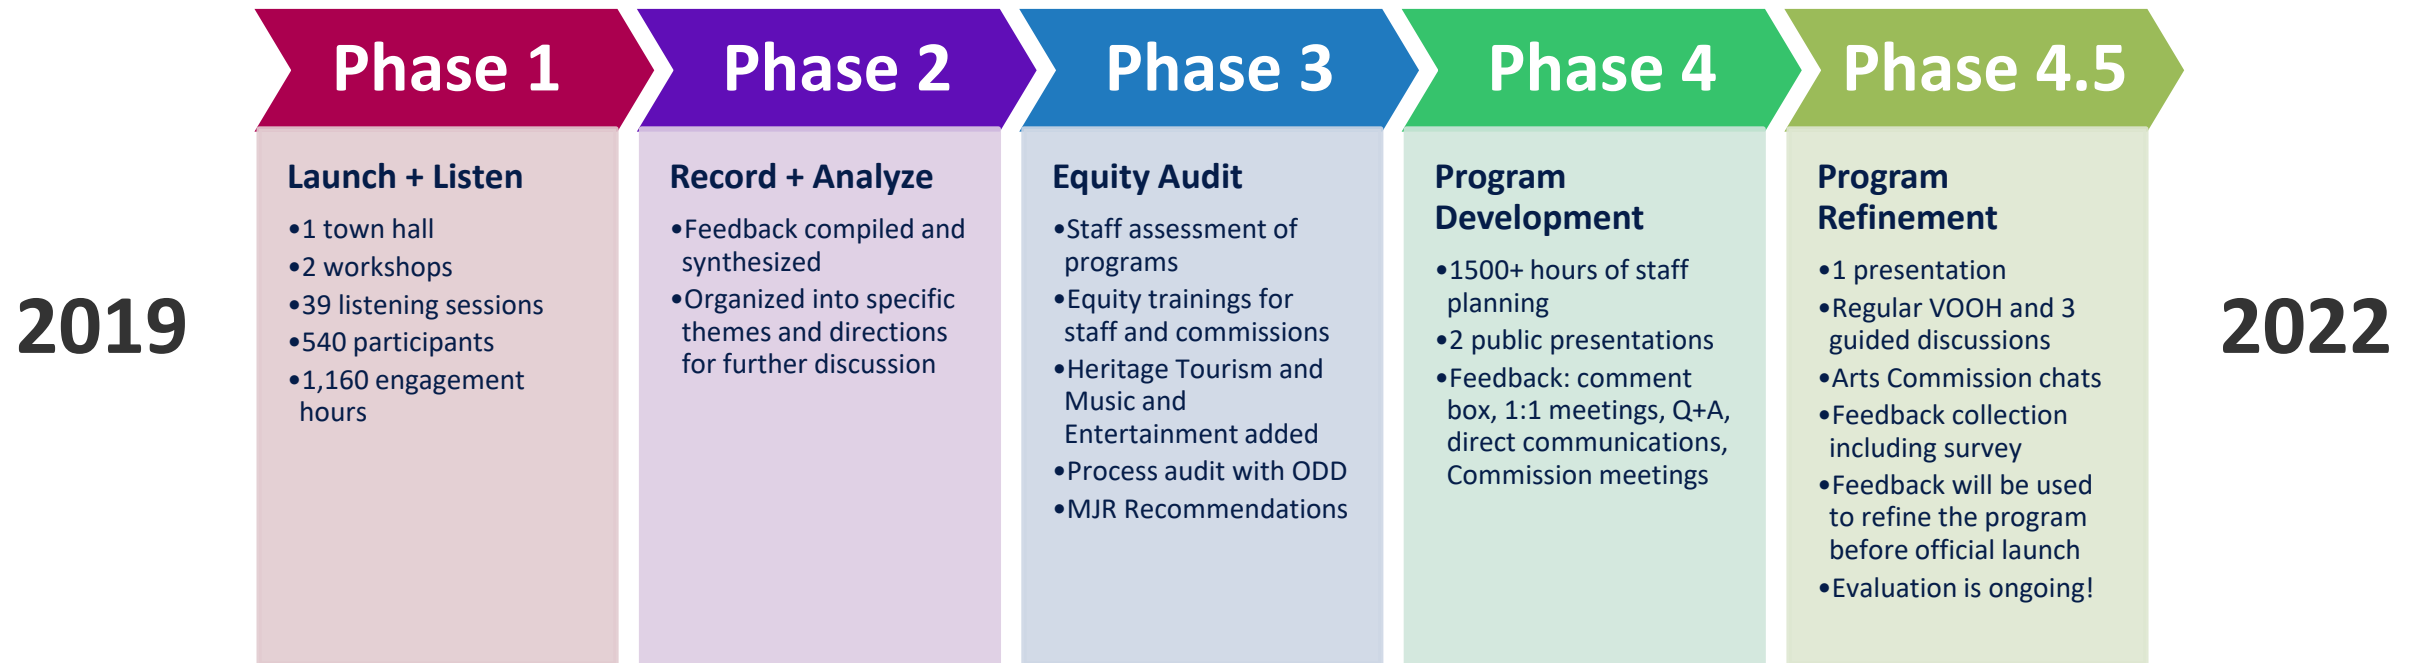 2019
Phase 1
Launch + Listen
•1 town hall
•2 workshops
•39 listening sessions
•540 participants
•1,160 engagement
hours
Phase 2
Record + Analyze
•Feedback compiled and
synthesized
•Organized into specific
themes and directions
for further discussion
Phase 3
Equity Audit
•Staff assessment of
programs
•Equity trainings for
staff and commissions
•Heritage Tourism and
Music and
Entertainment added
•Process audit with ODD
•MJR Recommendations
Phase 4
Program
Development
•1500+ hours of staff
planning
•2 public presentations
•Feedback: comment
box, 1:1 meetings, Q+A,
direct communications,
Commission meetings
Phase 4.5
Program
Refinement
•1 presentation
•Regular VOOH and 3
guided discussions
•Arts Commission chats
•Feedback collection
including survey
•Feedback will be used
to refine the program
before official launch
•Evaluation is ongoing!
2022